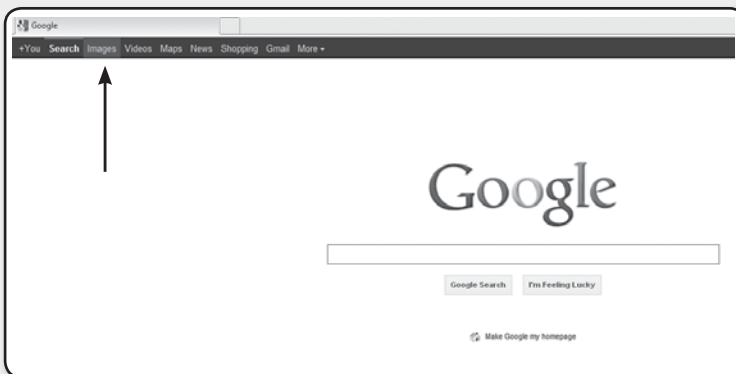 Google
+You Search Images Videos Maps News Shopping Gmail More
Google
Google Search I'm Feeling Lucky
Make Google my homepage